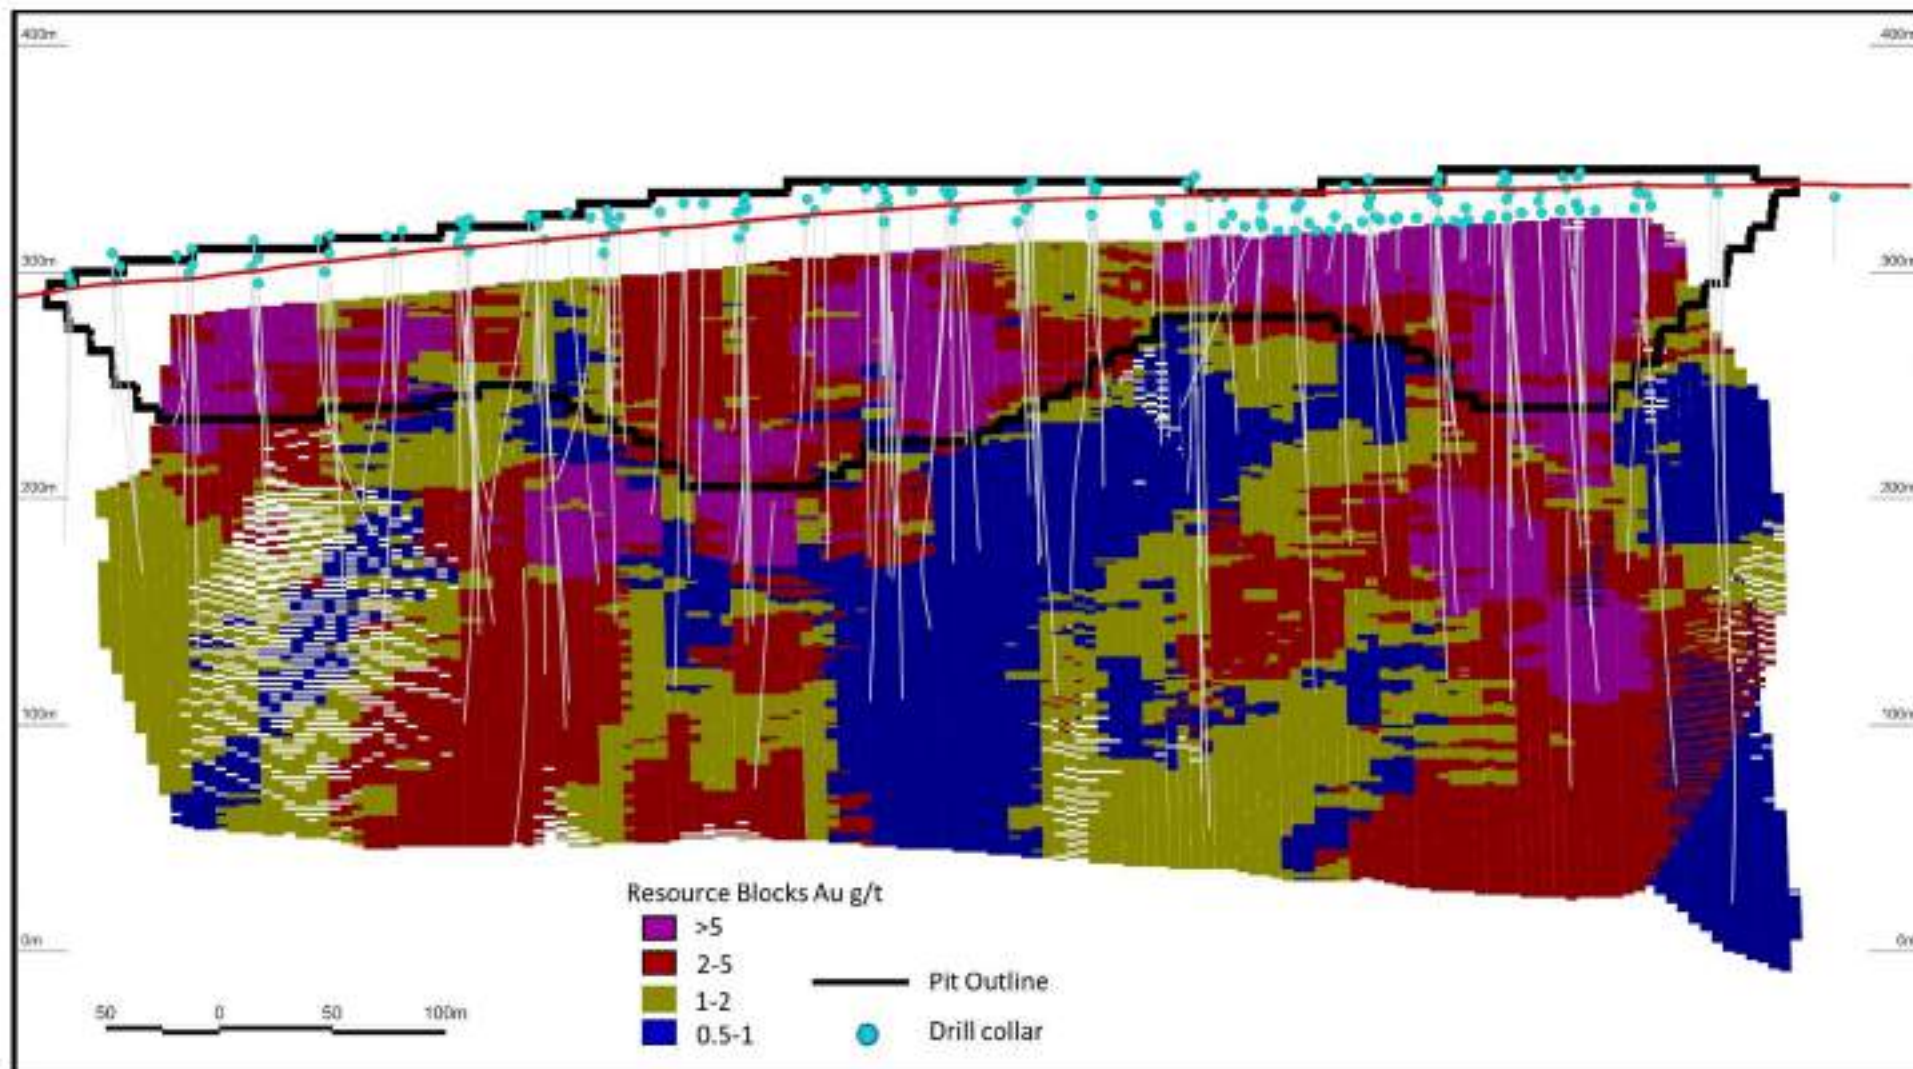 400m 400m
300m 300m
200m 200m
100m 100m
0m 0m
Resource Blocks Au g/t
>5
2-5
1-2
0.5-1
Pit Outline
Drill collar
50 0 50 100m